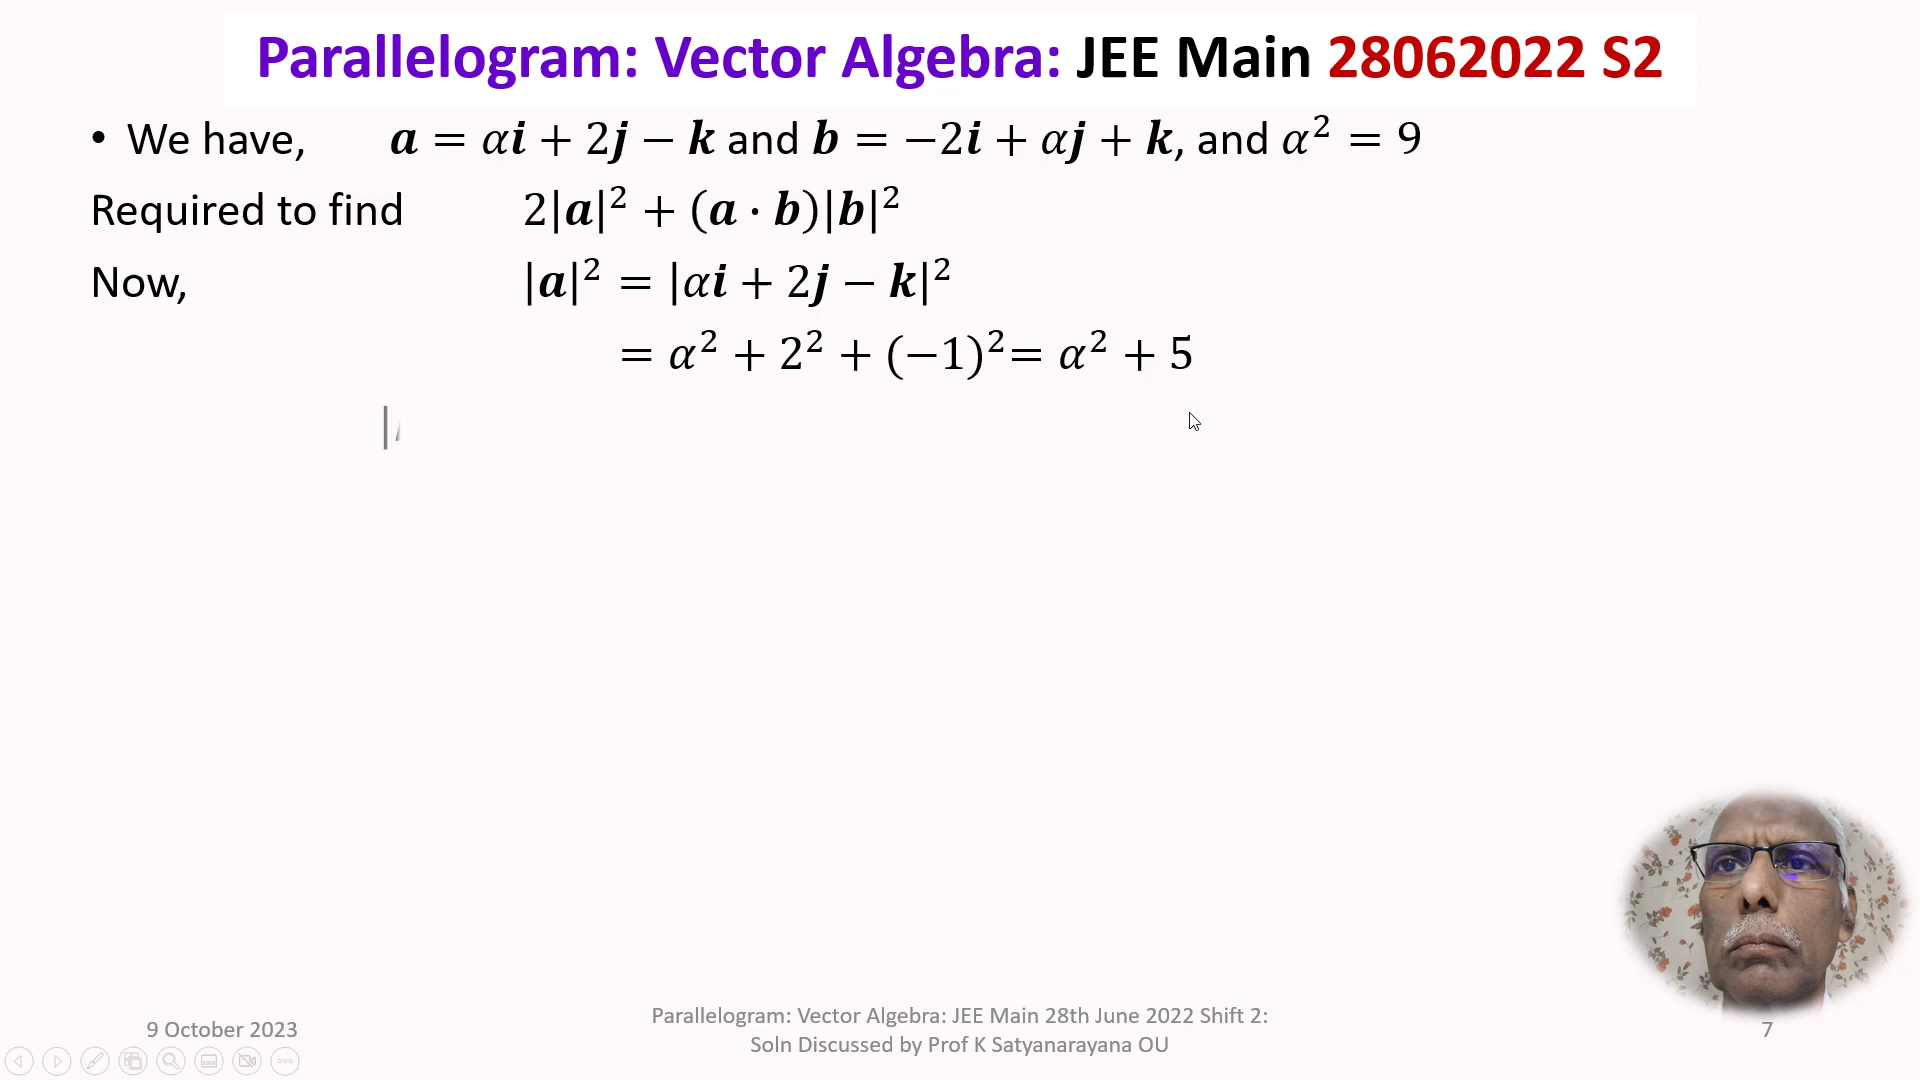 Parallelogram: Vector Algebra: JEE Main 28062022 S2
• We have, a = αi + 2j − k and b = −2i + αj + k, and α² = 9
Required to find 2|a|² + (a · b)|b|²
Now, |a|² = |αi + 2j − k|²
= α² + 2² + (−1)² = α² + 5
9 October 2023
Parallelogram: Vector Algebra: JEE Main 28th June 2022 Shift 2:
Soln Discussed by Prof K Satyanarayana OU
7